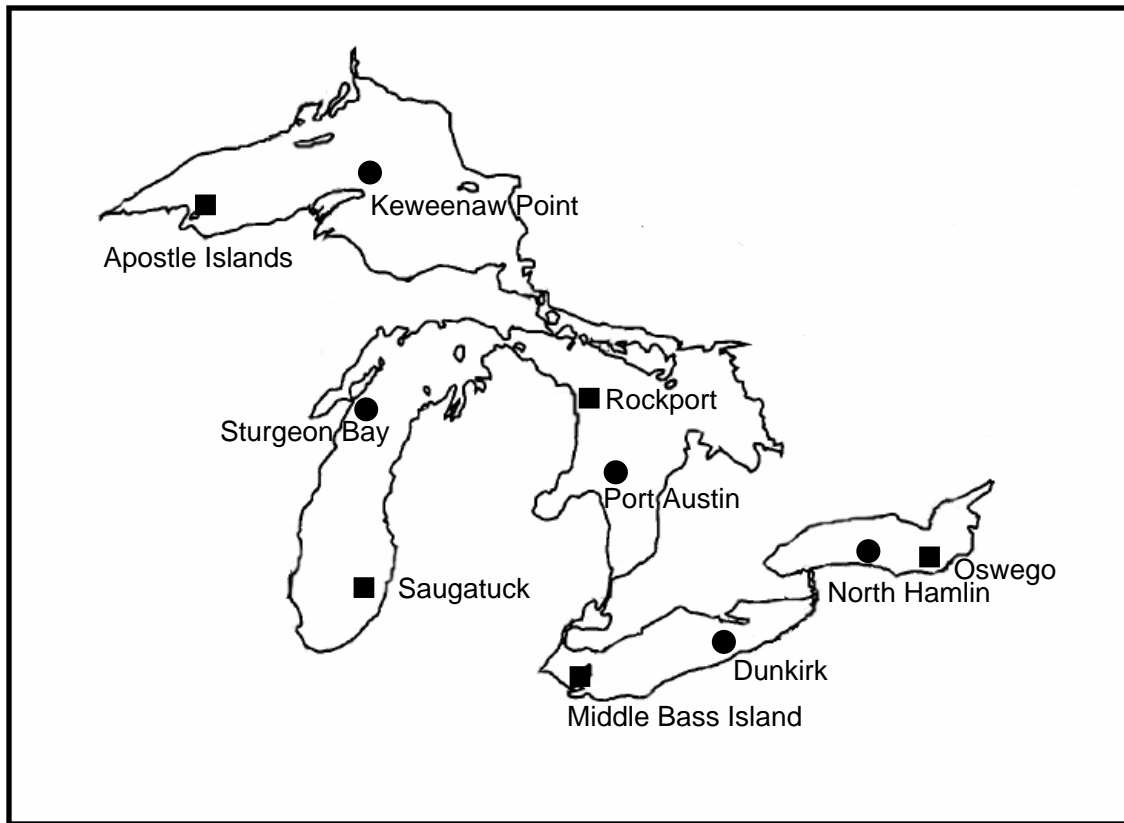 Keweenaw Point
Apostle Islands
Rockport
Sturgeon Bay
Port Austin
Oswego
Saugatuck
North Hamlin
Dunkirk
Middle Bass Island